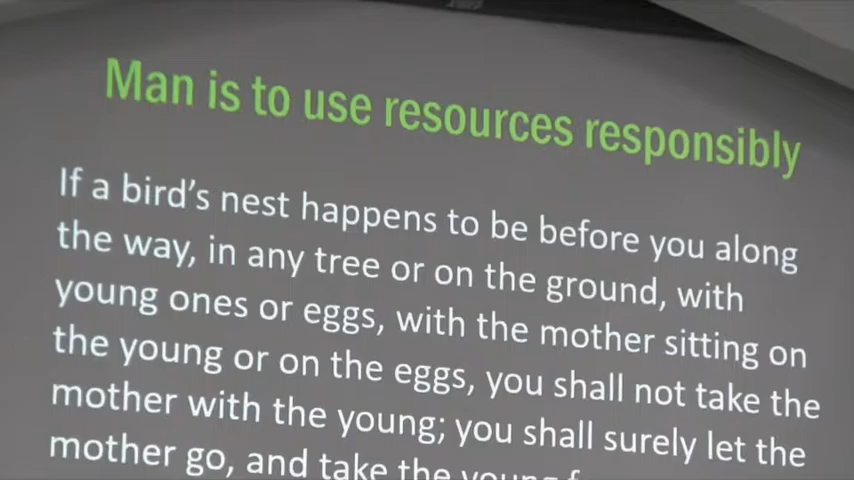 Man is to use resources responsibly
If a bird's nest happens to be before you along
the way, in any tree or on the ground, with
young ones or eggs, with the mother sitting on
the young or on the eggs, you shall not take the
mother with the young; you shall surely let the
mother go, and take the young